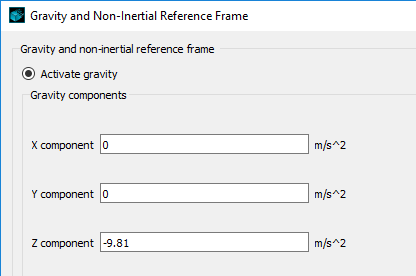 Gravity and Non-Inertial Reference Frame
Gravity and non-inertial reference frame
Activate gravity
Gravity components
X component 0 m/s^2
Y component 0 m/s^2
Z component -9.81 m/s^2